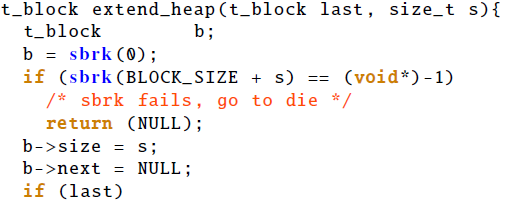 t_block extend_heap(t_block last, size_t s){
  t_block         b;
  b = sbrk(0);
  if (sbrk(BLOCK_SIZE + s) == (void*)-1)
    /* sbrk fails, go to die */
    return (NULL);
  b->size = s;
  b->next = NULL;
  if (last)